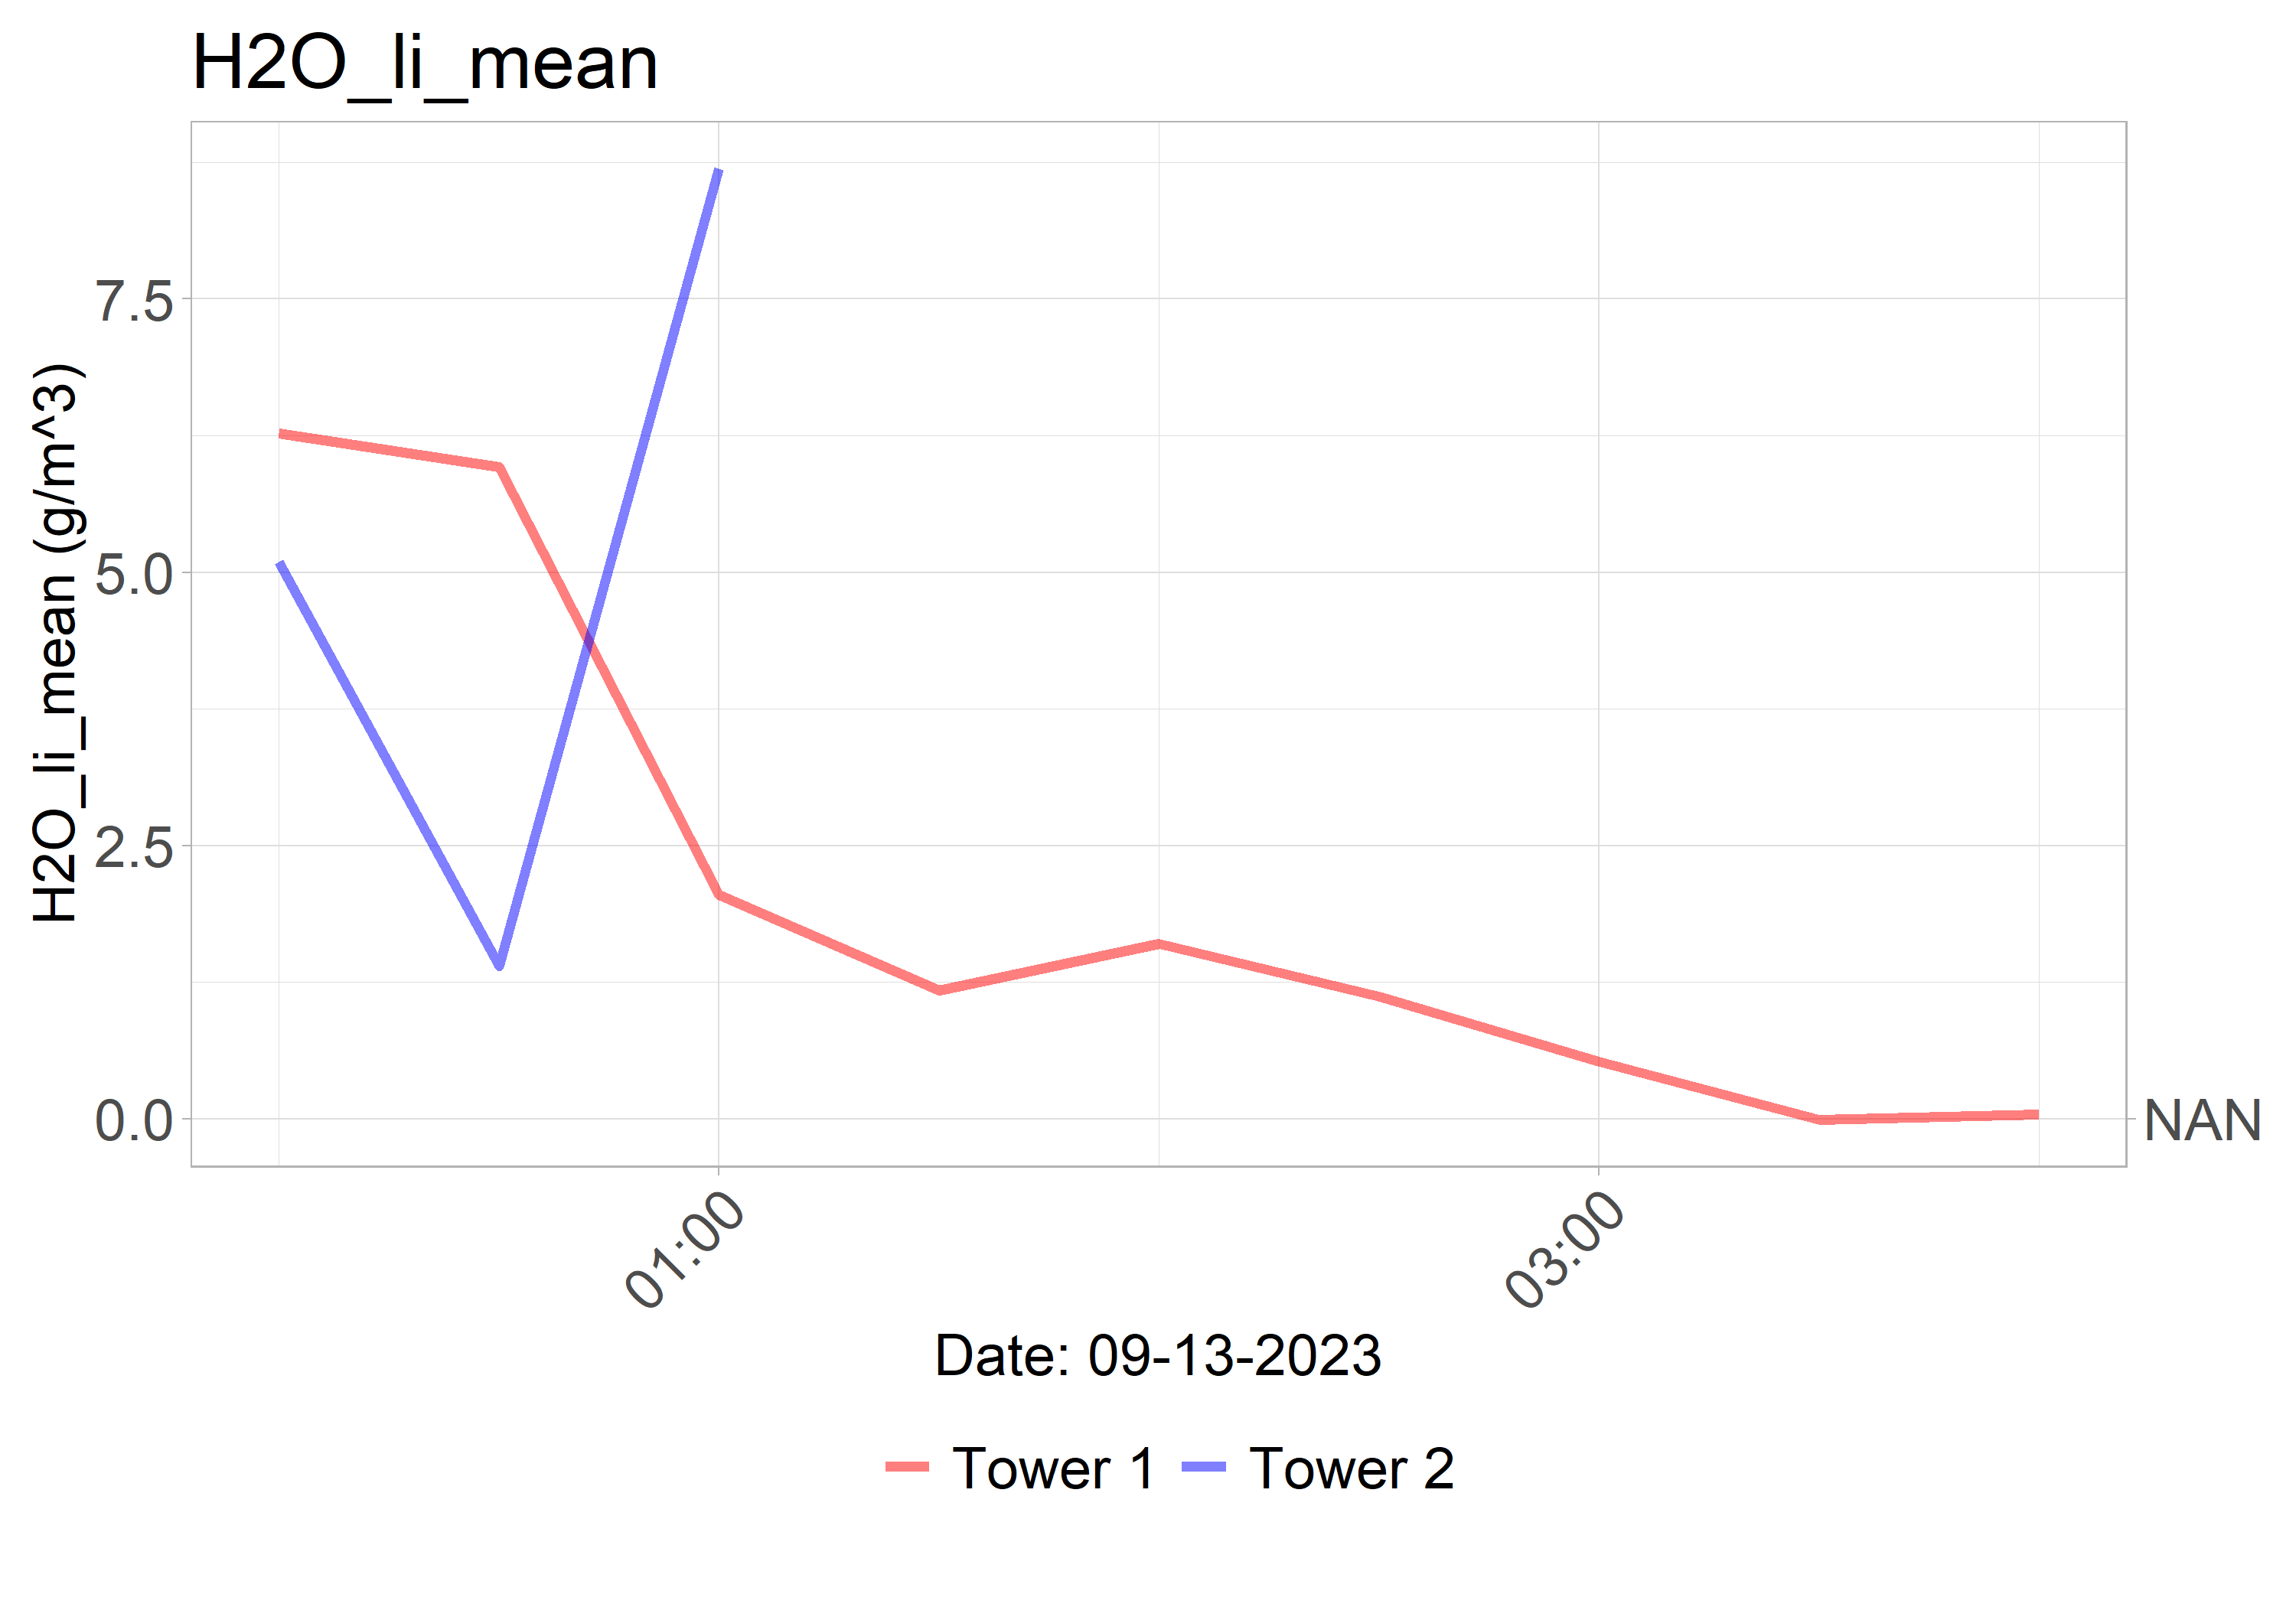 H2O_li_mean
H2O_li_mean (g/m^3)
7.5
5.0
2.5
0.0
NAN
01:00
03:00
Date: 09-13-2023
Tower 1
Tower 2